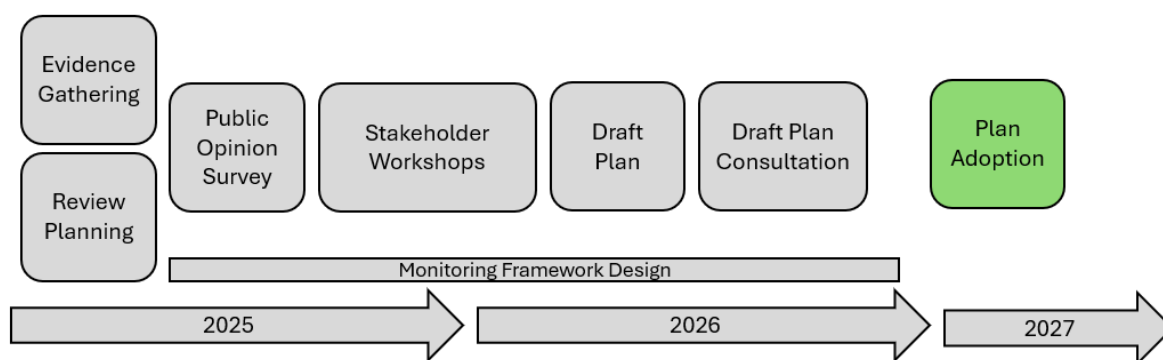 Evidence
Gathering
Review
Planning
Public
Opinion
Survey
Stakeholder
Workshops
Draft
Plan
Draft Plan
Consultation
Plan
Adoption
Monitoring Framework Design
2025
2026
2027